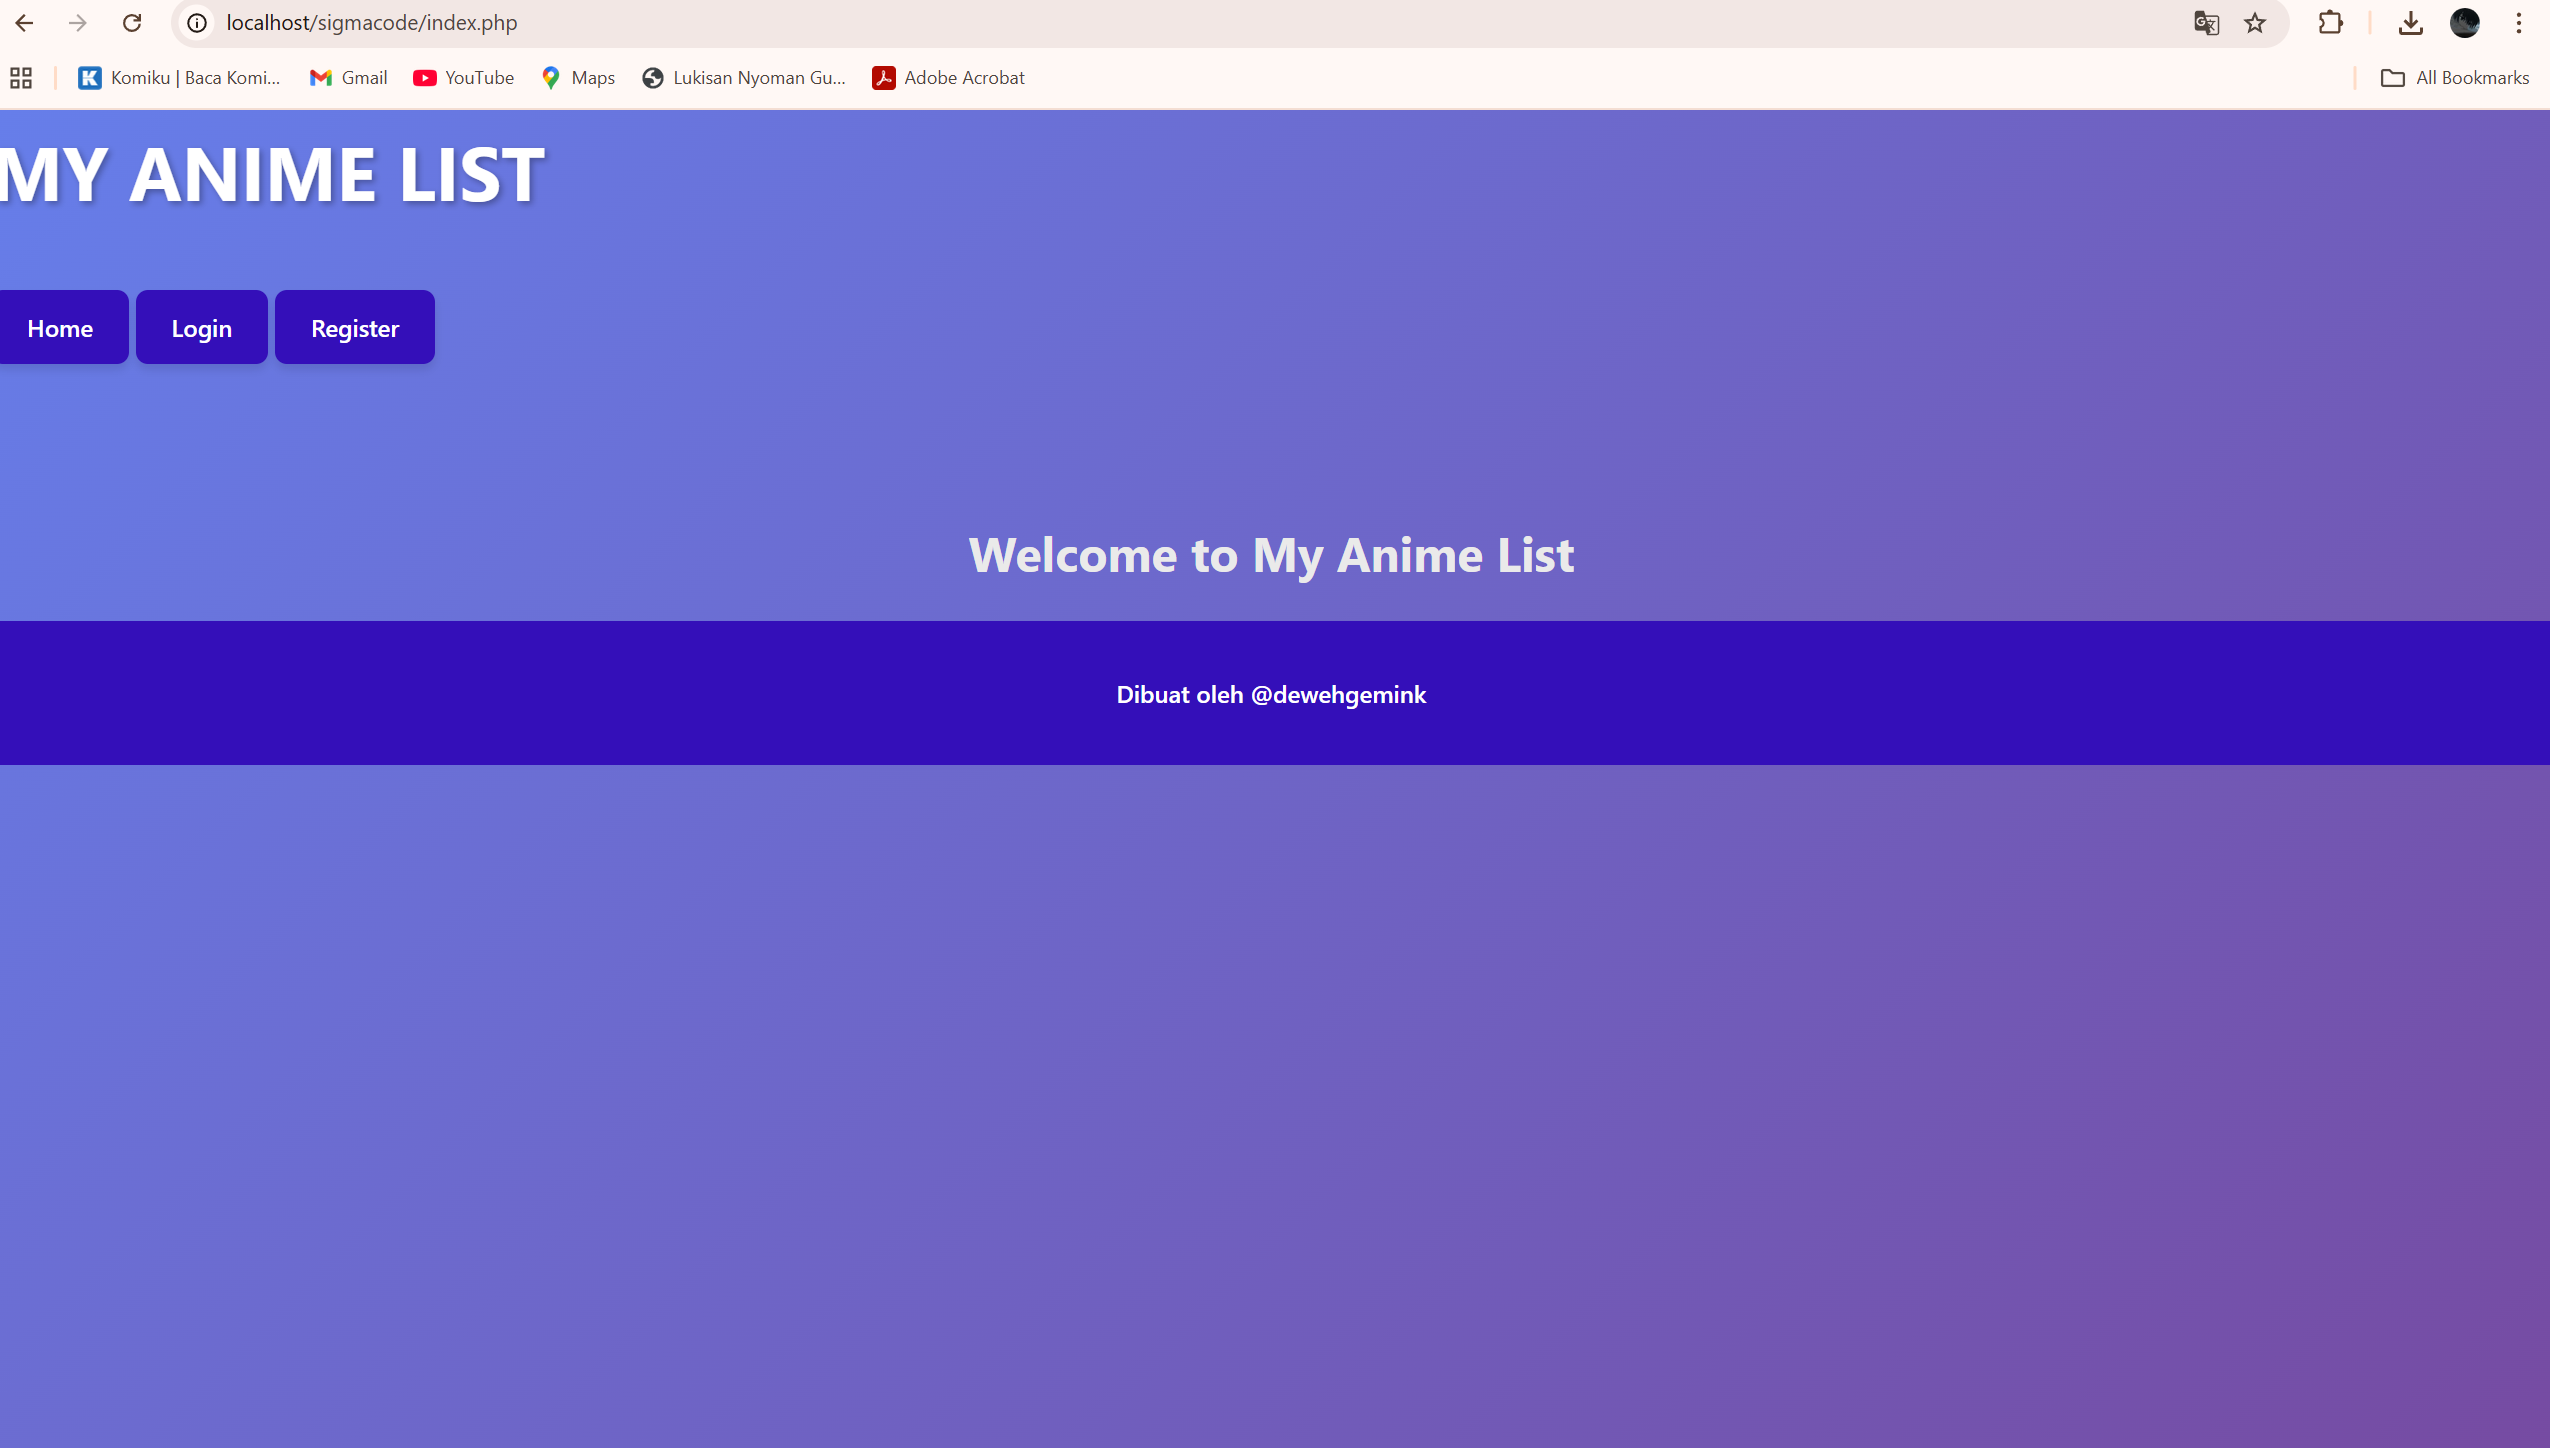 localhost/sigmacode/index.php
Komiku | Baca Komi... Gmail YouTube Maps Lukisan Nyoman Gu... Adobe Acrobat All Bookmarks
MY ANIME LIST
Home Login Register
Welcome to My Anime List
Dibuat oleh @dewehgemink